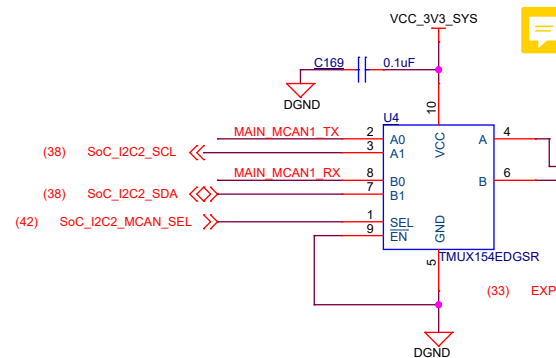 VCC_3V3_SYS
C169 0.1uF
DGND
U4
10
MAIN_MCAN1_TX 2 A0 VCC A 4
(38) SoC_I2C2_SCL 3 A1
MAIN_MCAN1_RX 8 B0 B 6
(38) SoC_I2C2_SDA 7 B1
(42) SoC_I2C2_MCAN_SEL 1 SEL
9 EN GND
5 TMUX154EDGSR
(33) EXP
DGND